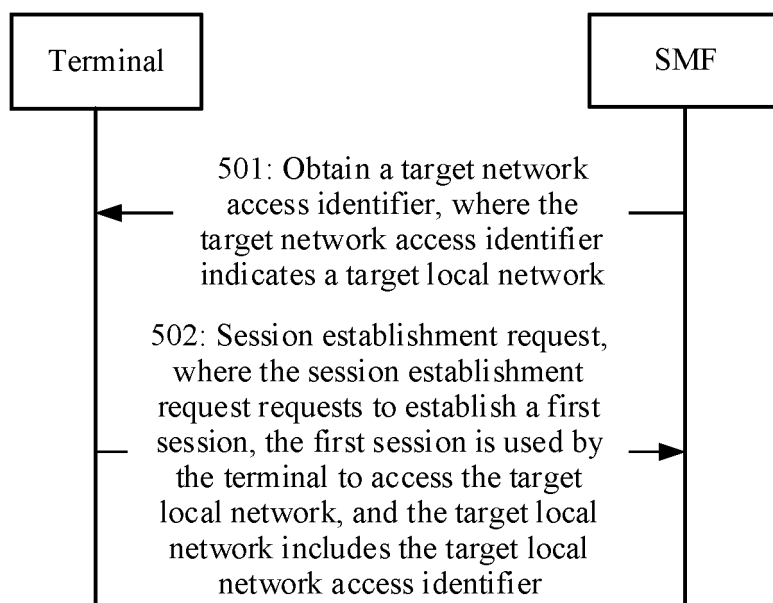 Terminal
SMF
501: Obtain a target network
access identifier, where the
target network access identifier
indicates a target local network
502: Session establishment request,
where the session establishment
request requests to establish a first
session, the first session is used by
the terminal to access the target
local network, and the target local
network includes the target local
network access identifier